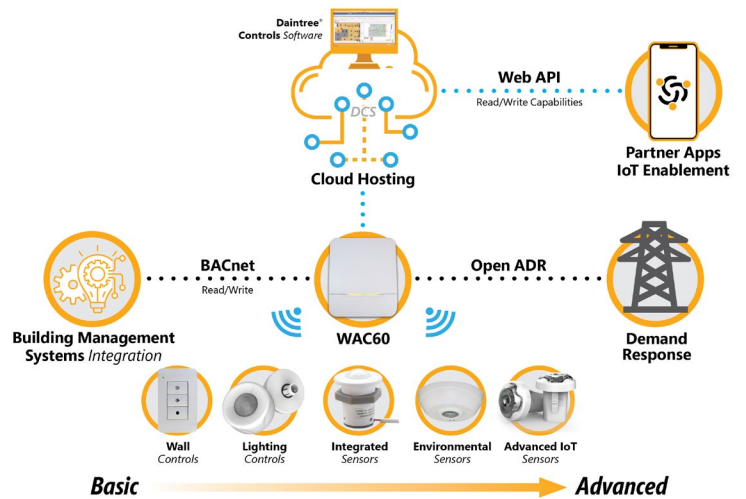 Daintree®
Controls Software
DCS
Web API
Read/Write Capabilities
Partner Apps
IoT Enablement
Cloud Hosting
BACnet
Read/Write
Open ADR
Building Management
Systems Integration
WAC60
Demand
Response
Wall
Controls
Lighting
Controls
Integrated
Sensors
Environmental
Sensors
Advanced IoT
Sensors
Basic
Advanced